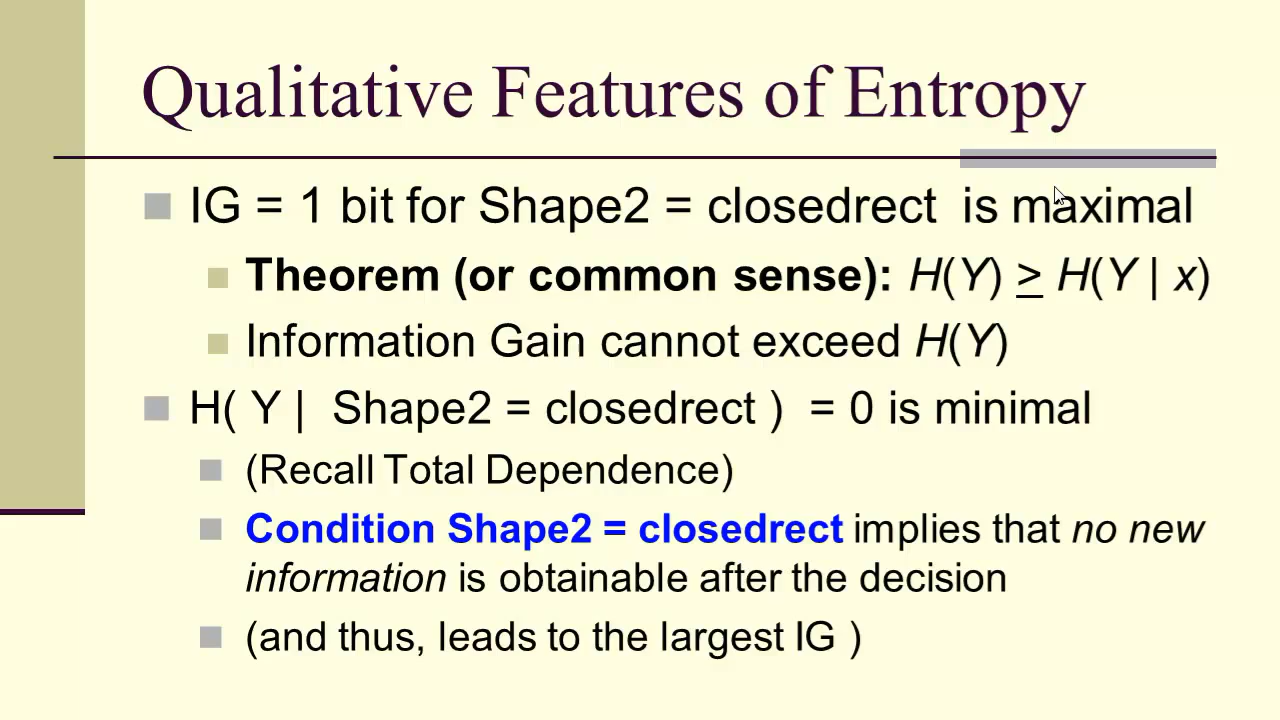 Qualitative Features of Entropy
IG = 1 bit for Shape2 = closedrect is maximal
Theorem (or common sense): H(Y) ≥ H(Y | x)
Information Gain cannot exceed H(Y)
H( Y | Shape2 = closedrect ) = 0 is minimal
(Recall Total Dependence)
Condition Shape2 = closedrect implies that no new
information is obtainable after the decision
(and thus, leads to the largest IG )